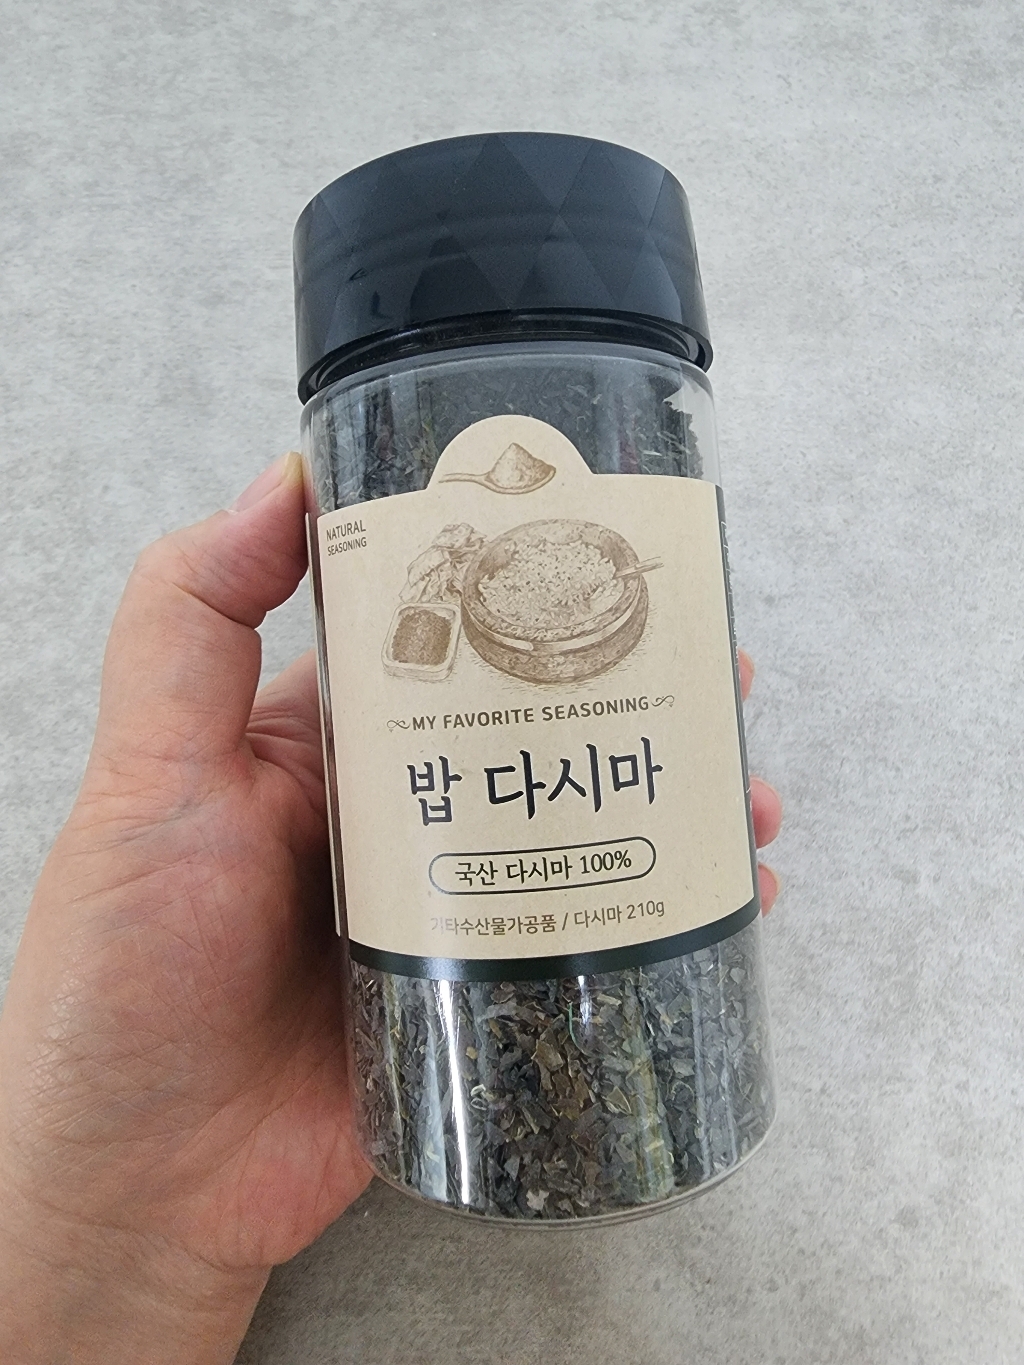 NATURAL
SEASONING
MY FAVORITE SEASONING
밥 다시마
국산 다시마 100%
기타수산물가공품 / 다시마 210g